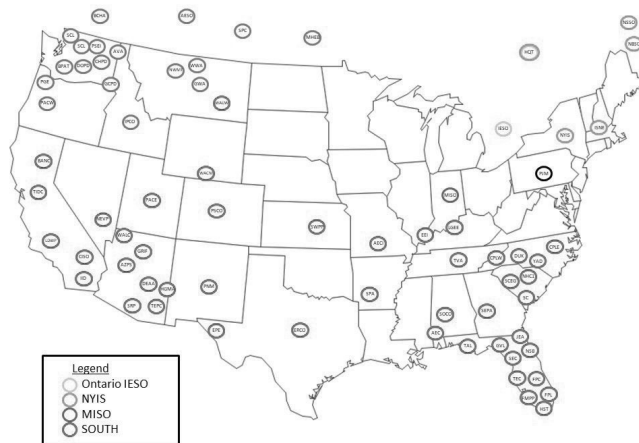 BCHA
AESO
SPC
MHEB
HQT
NBSO
SCL
SCL
PSEI
AVA
BPAT
DOPD
CHPD
GCPD
PGE
PACW
NWMT
WWA
GWA
WAUW
IPCO
IESO
NYIS
ISNE
WACM
PJM
BANC
TIDC
NEVP
PACE
PSCO
SWPP
AECI
MISO
EEI
WALC
CISO
IID
AZPS
GRIF
DEAA
HGMA
SRP
TEPC
PNM
EPE
ERCO
SPA
TVA
CPLW
DUK
YAD
CPLE
SCEG
SC
SOCO
SEPA
AEC
TAL
JEA
GVL
SEC
NSB
TEC
FPC
FPL
FMPP
HST
Legend
Ontario IESO
NYIS
MISO
SOUTH